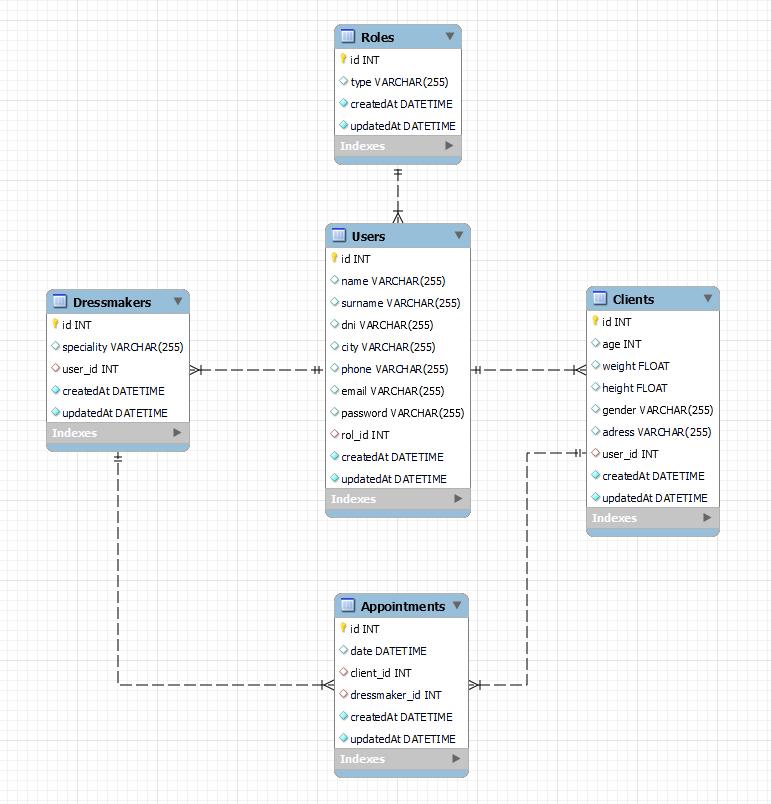 Roles
id INT
type VARCHAR(255)
createdAt DATETIME
updatedAt DATETIME
Indexes
Users
id INT
name VARCHAR(255)
surname VARCHAR(255)
dni VARCHAR(255)
city VARCHAR(255)
phone VARCHAR(255)
email VARCHAR(255)
password VARCHAR(255)
rol_id INT
createdAt DATETIME
updatedAt DATETIME
Indexes
Dressmakers
id INT
speciality VARCHAR(255)
user_id INT
createdAt DATETIME
updatedAt DATETIME
Indexes
Clients
id INT
age INT
weight FLOAT
height FLOAT
gender VARCHAR(255)
adress VARCHAR(255)
user_id INT
createdAt DATETIME
updatedAt DATETIME
Indexes
Appointments
id INT
date DATETIME
client_id INT
dressmaker_id INT
createdAt DATETIME
updatedAt DATETIME
Indexes